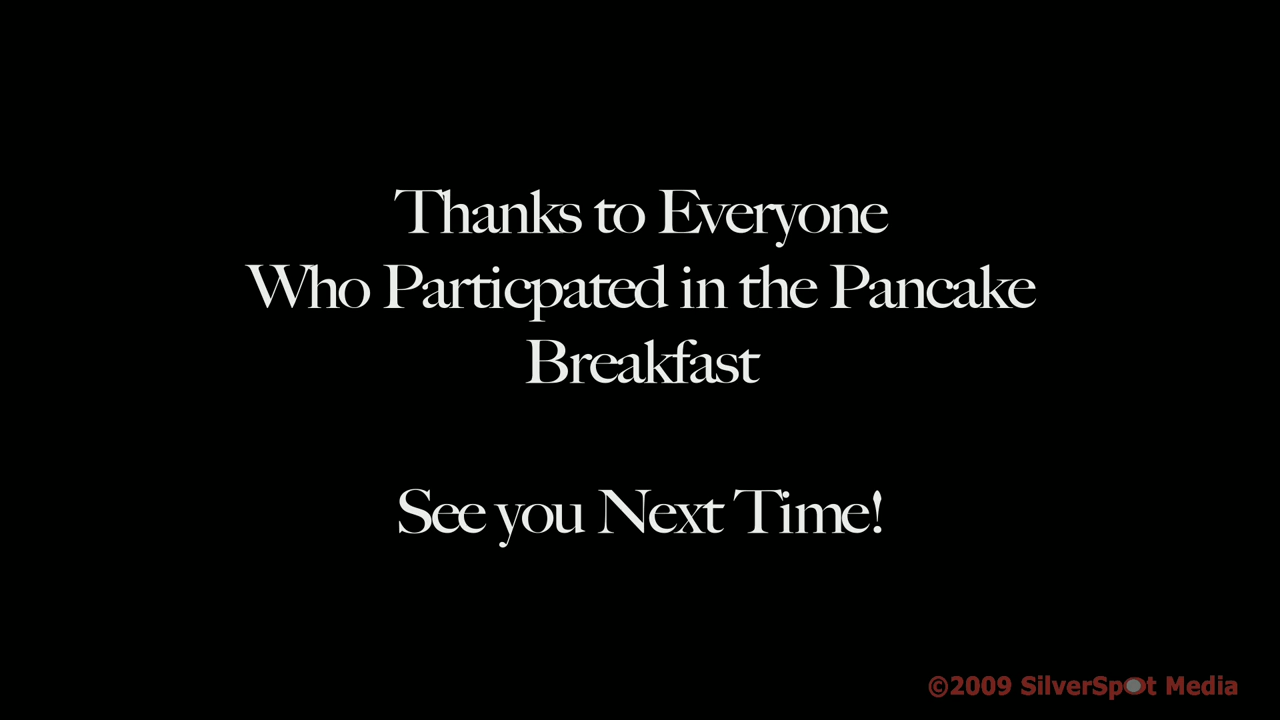 Thanks to Everyone
Who Particpated in the Pancake
Breakfast
See you Next Time!
©2009 SilverSpot Media